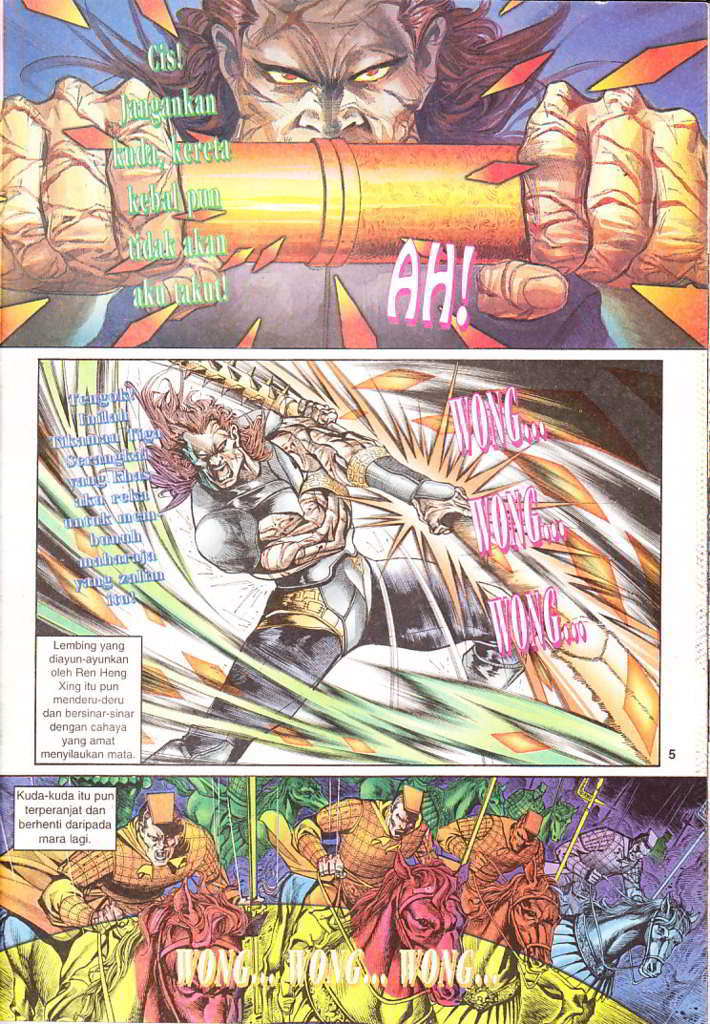 Cis!
Jangankan
kuda, kereta
kebal pun
tidak akan
aku takut!
AH!
Tengok!
Inilah
Tikaman Tiga
Serangkai
yang khas
aku reka
untuk mem-
bunuh
maharaja
yang zalim
itu!
WONG...
WONG...
WONG...
Lembing yang
diayun-ayunkan
oleh Ren Heng
Xing itu pun
menderu-deru
dan bersinar-sinar
dengan cahaya
yang amat
menyilaukan mata.
5
Kuda-kuda itu pun
terperanjat dan
berhenti daripada
mara lagi.
WONG... WONG... WONG...